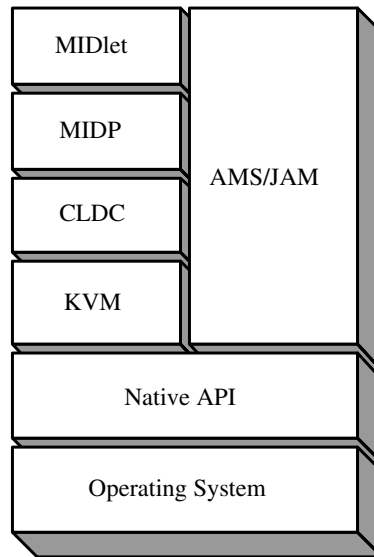 MIDlet
MIDP
CLDC
KVM
AMS/JAM
Native API
Operating System